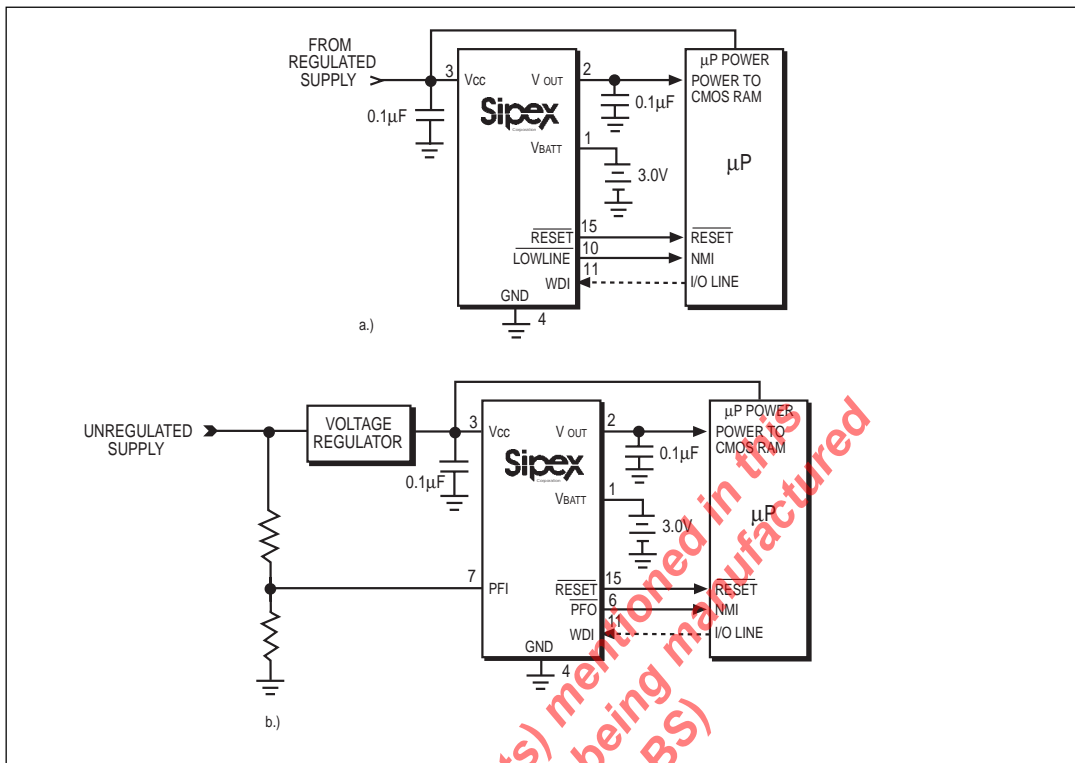 FROM
REGULATED
SUPPLY
3
VCC
V OUT
2
0.1µF
0.1µF
Sipex
Corporation
VBATT
1
3.0V
µP POWER
POWER TO
CMOS RAM
µP
RESET
15
RESET
LOWLINE
10
NMI
WDI
11
I/O LINE
GND
4
a.)
UNREGULATED
SUPPLY
VOLTAGE
REGULATOR
3
VCC
V OUT
2
0.1µF
0.1µF
Sipex
Corporation
VBATT
1
3.0V
µP POWER
POWER TO
CMOS RAM
µP
7
PFI
RESET
15
RESET
PFO
6
NMI
WDI
11
I/O LINE
GND
4
b.)
mentioned in this
being manufactured